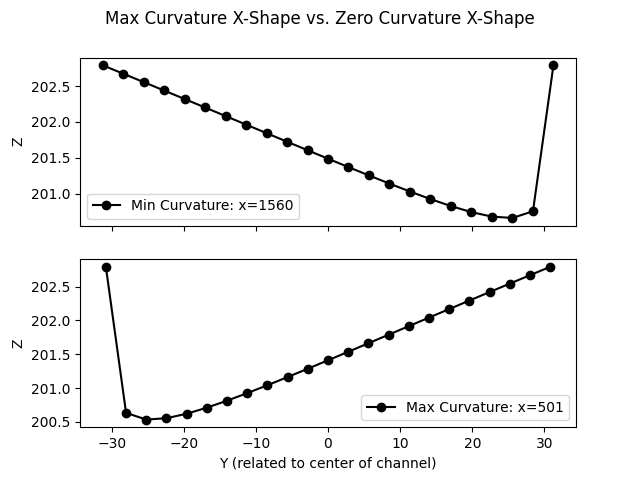 Max Curvature X-Shape vs. Zero Curvature X-Shape
202.5
202.0
201.5
201.0
Z
Min Curvature: x=1560
−30
−20
−10
0
10
20
30
202.5
202.0
201.5
201.0
200.5
Z
Max Curvature: x=501
Y (related to center of channel)